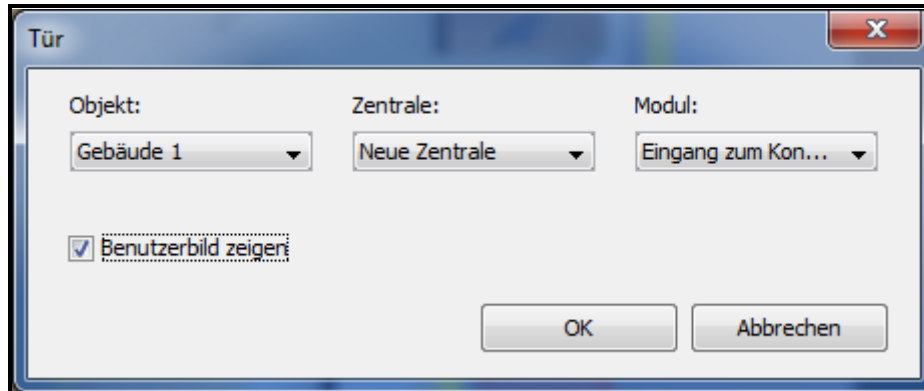 Tür
Objekt: Zentrale: Modul:
Gebäude 1 Neue Zentrale Eingang zum Kon...
Benutzerbild zeigen
OK Abbrechen